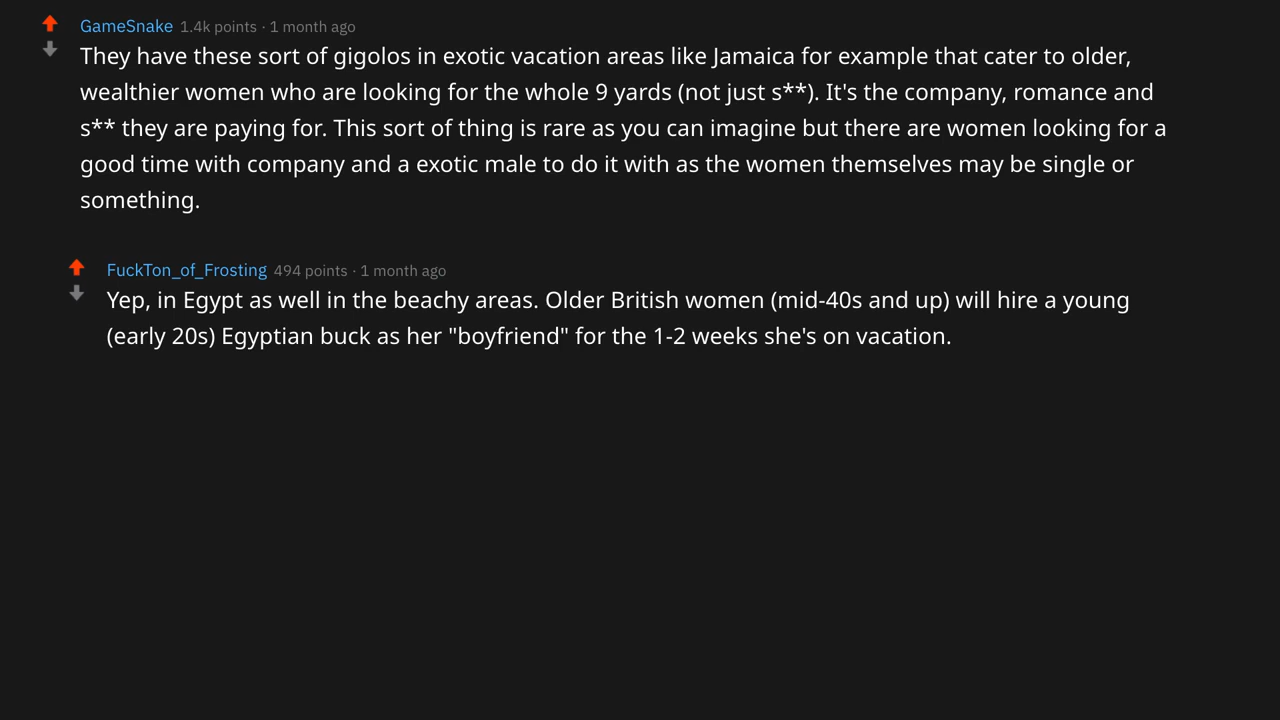 GameSnake 1.4k points · 1 month ago
They have these sort of gigolos in exotic vacation areas like Jamaica for example that cater to older,
wealthier women who are looking for the whole 9 yards (not just s**). It's the company, romance and
s** they are paying for. This sort of thing is rare as you can imagine but there are women looking for a
good time with company and a exotic male to do it with as the women themselves may be single or
something.
FuckTon_of_Frosting 494 points · 1 month ago
Yep, in Egypt as well in the beachy areas. Older British women (mid-40s and up) will hire a young
(early 20s) Egyptian buck as her "boyfriend" for the 1-2 weeks she's on vacation.